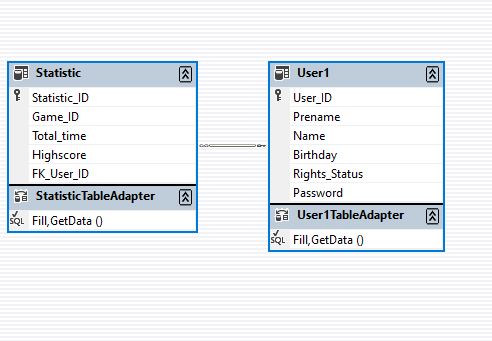 Statistic
Statistic_ID
Game_ID
Total_time
Highscore
FK_User_ID
StatisticTableAdapter
SQL Fill,GetData ()
User1
User_ID
Prename
Name
Birthday
Rights_Status
Password
User1TableAdapter
SQL Fill,GetData ()